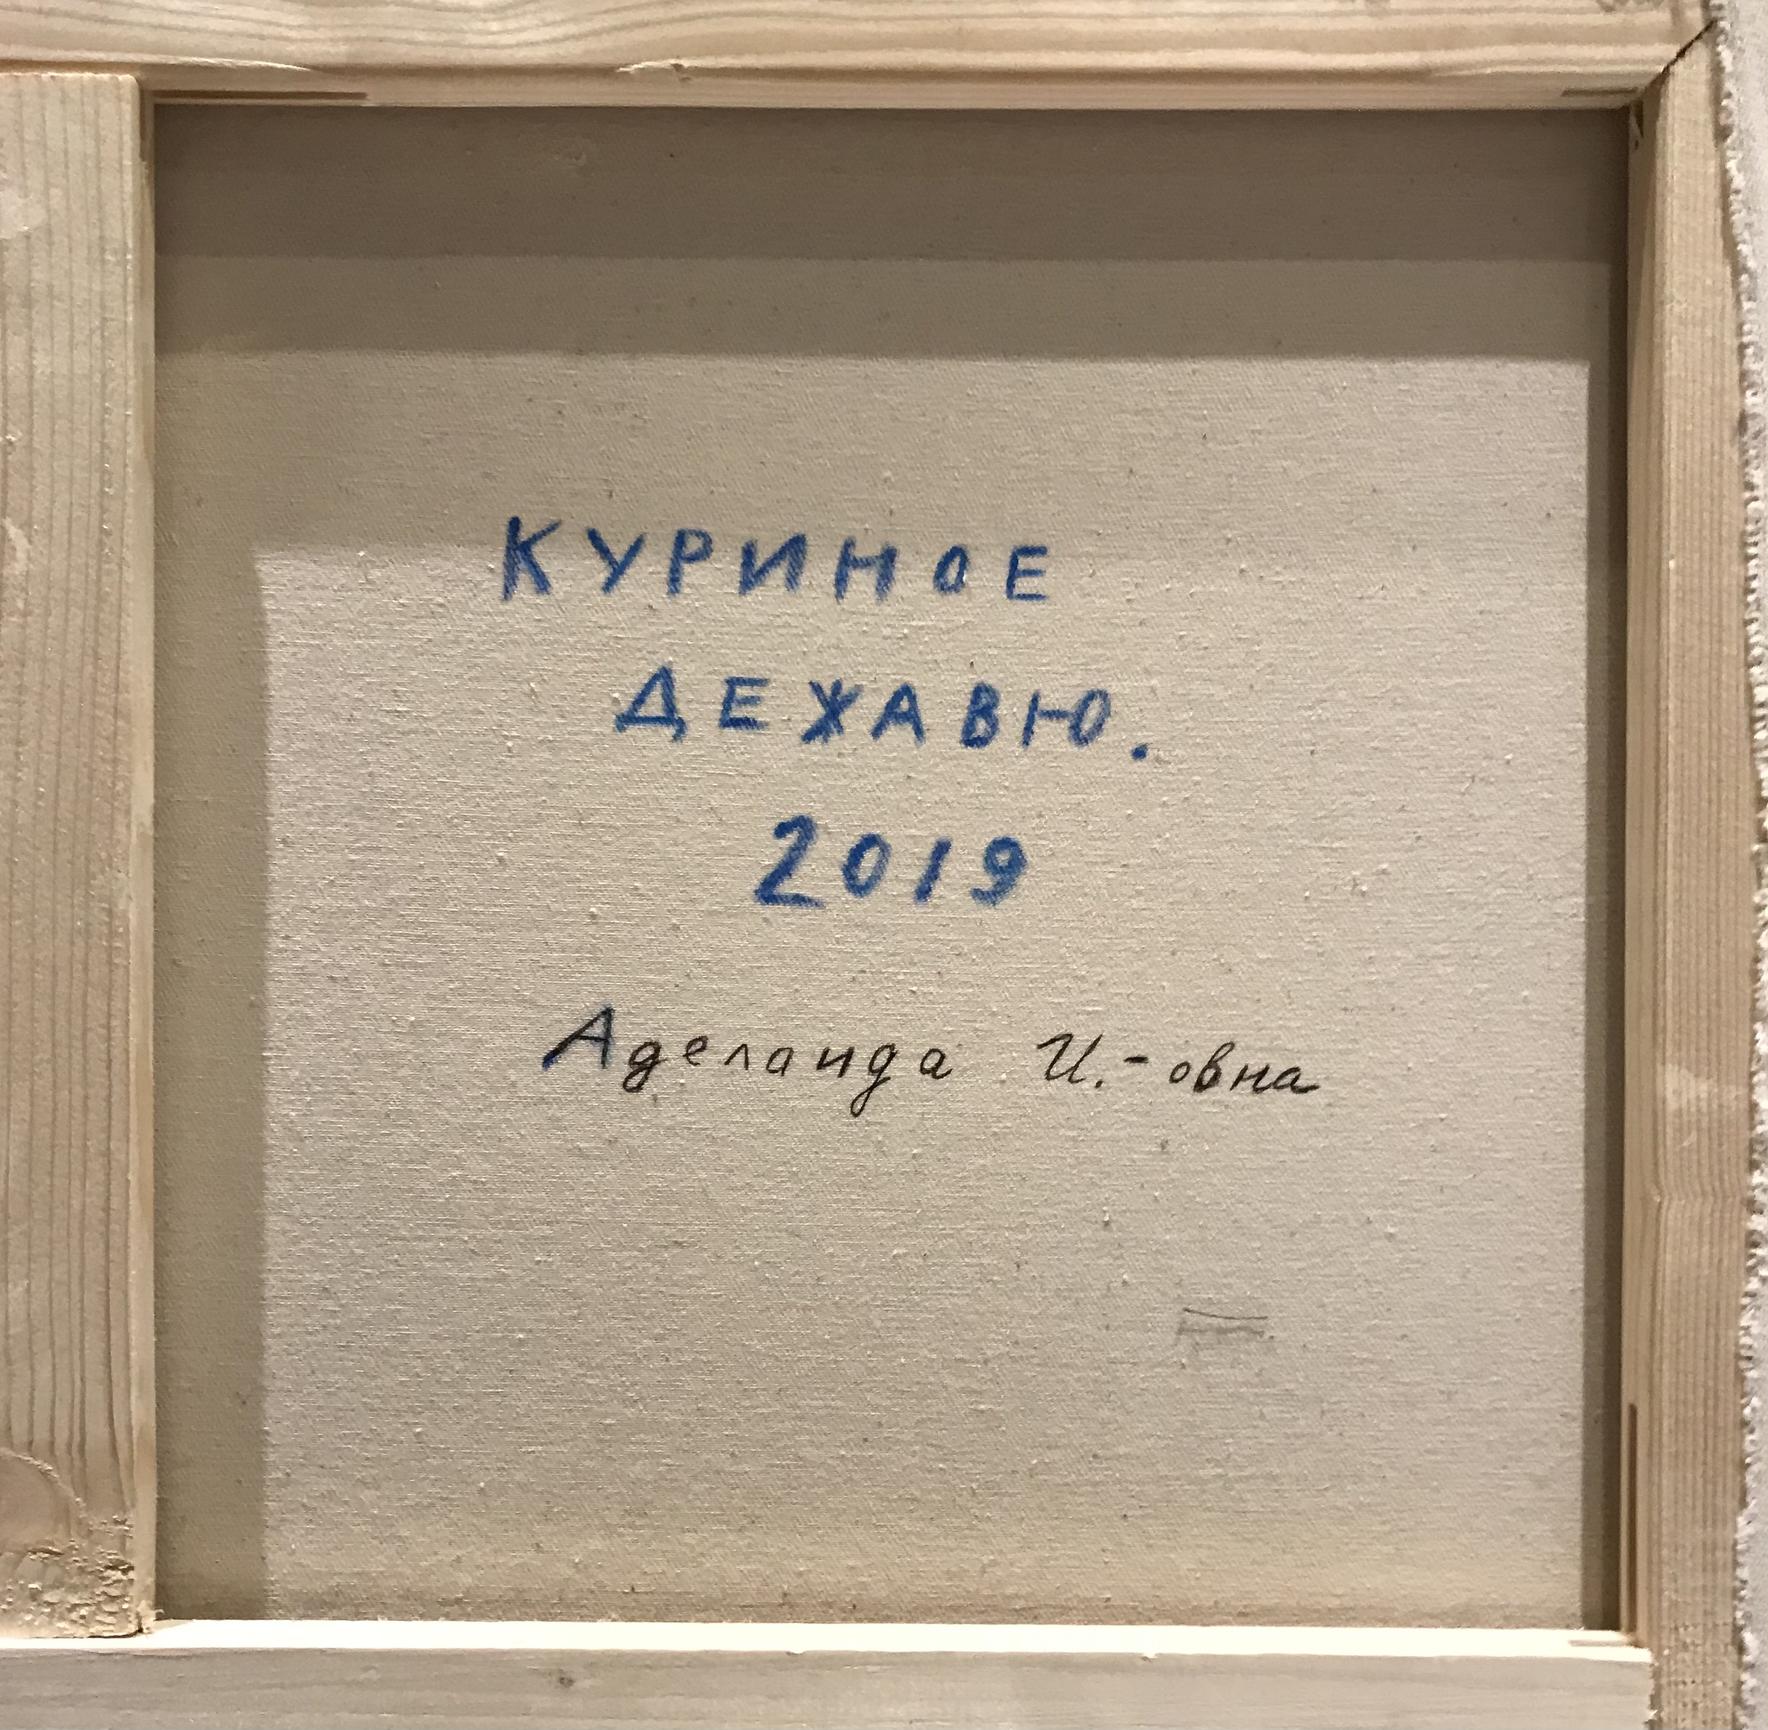 КУРИНОЕ
ДЕЖАВЮ.
2019
Аделаида И.-овна